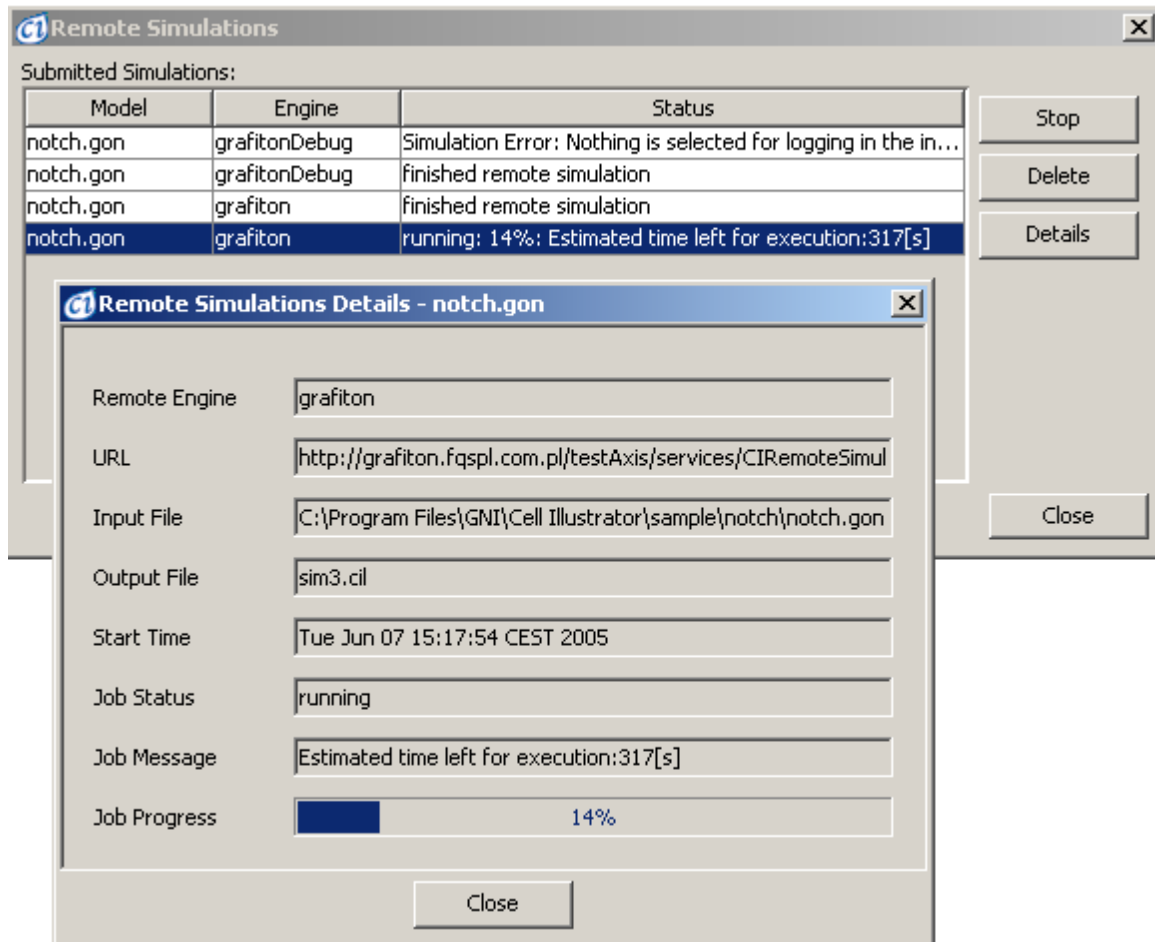 Remote Simulations
Submitted Simulations:
Model Engine Status
notch.gon grafitonDebug Simulation Error: Nothing is selected for logging in the in...
notch.gon grafitonDebug finished remote simulation
notch.gon grafiton finished remote simulation
notch.gon grafiton running: 14%: Estimated time left for execution:317[s]
Stop
Delete
Details
Close
Remote Simulations Details - notch.gon
Remote Engine grafiton
URL http://grafiton.fqspl.com.pl/testAxis/services/CIRemoteSimul
Input File C:\Program Files\GNI\Cell Illustrator\sample\notch\notch.gon
Output File sim3.cil
Start Time Tue Jun 07 15:17:54 CEST 2005
Job Status running
Job Message Estimated time left for execution:317[s]
Job Progress 14%
Close